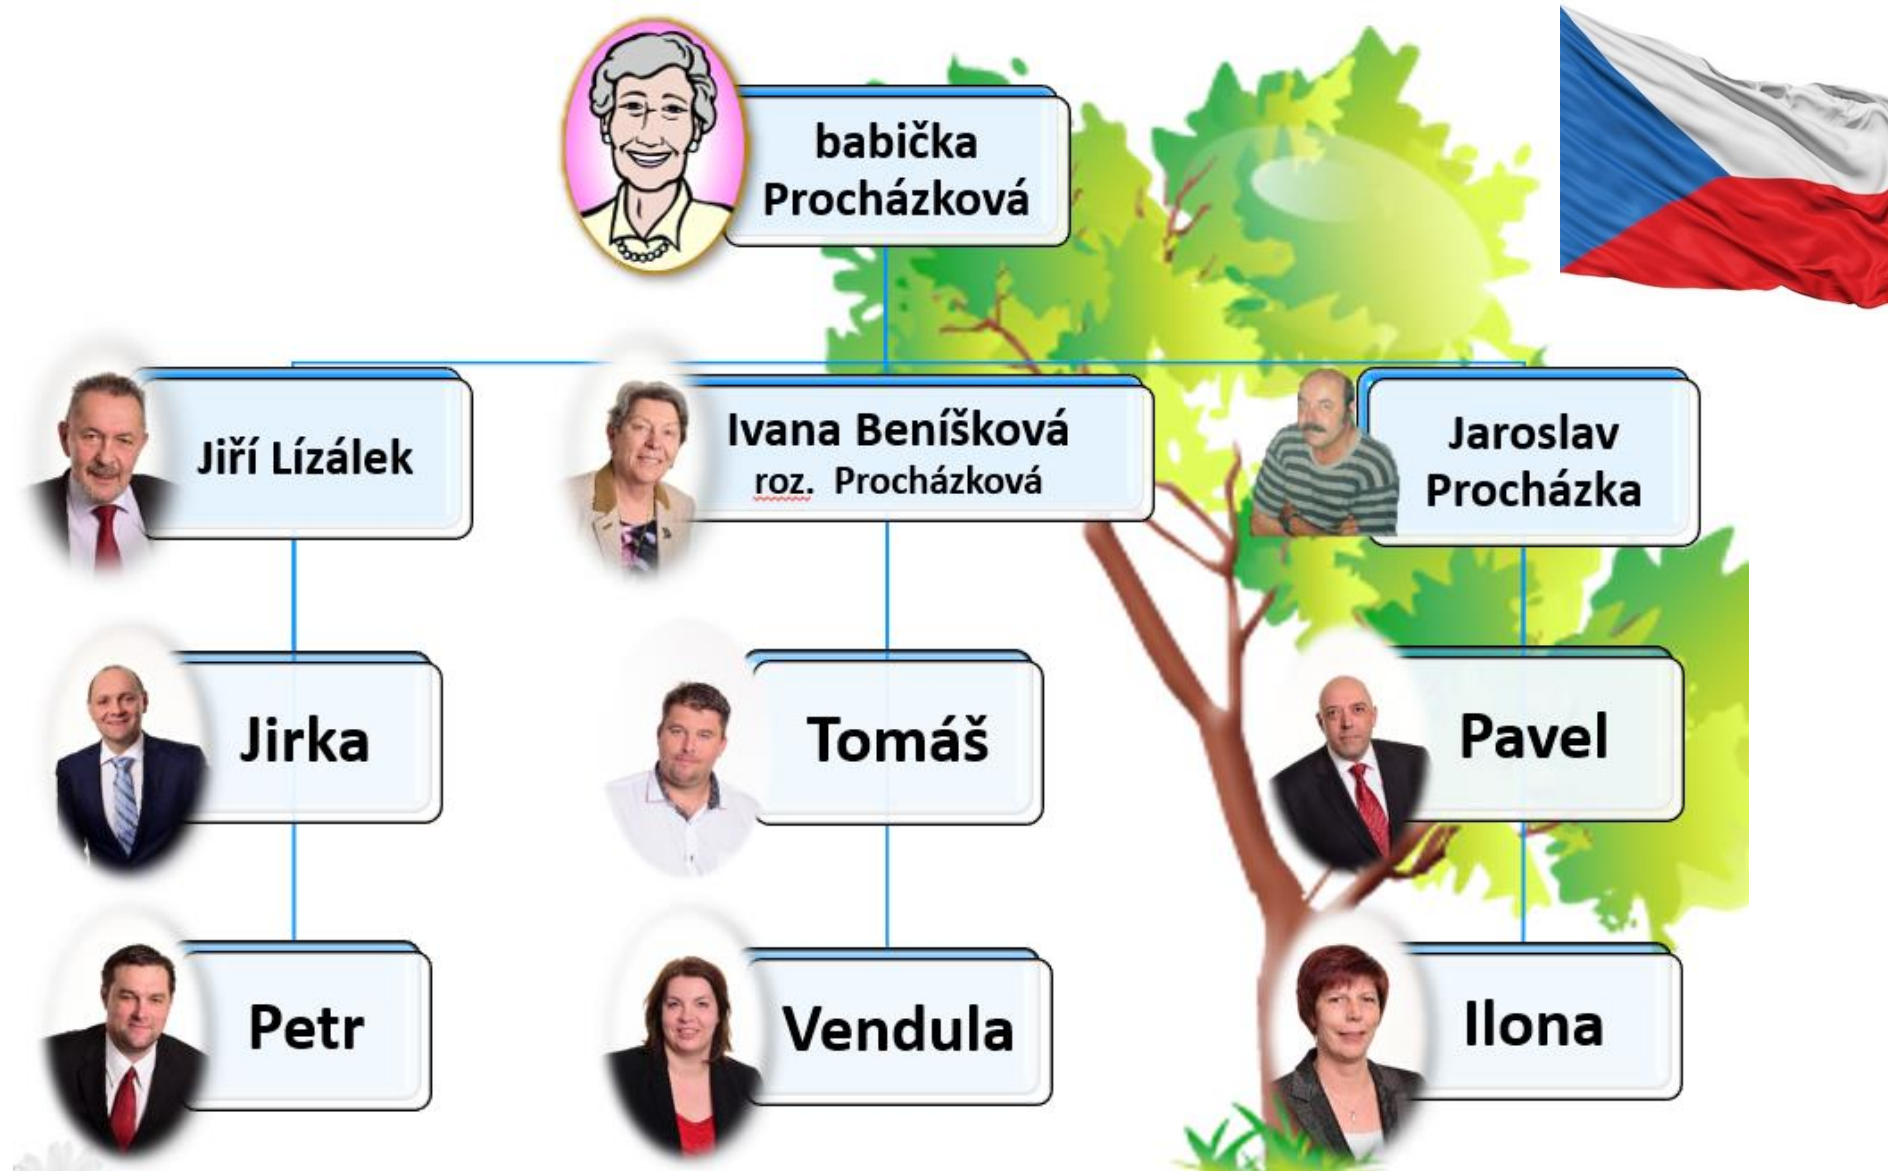 babička
Procházková
Jiří Lízálek
Ivana Beníšková
roz. Procházková
Jaroslav
Procházka
Jirka
Tomáš
Pavel
Petr
Vendula
Ilona